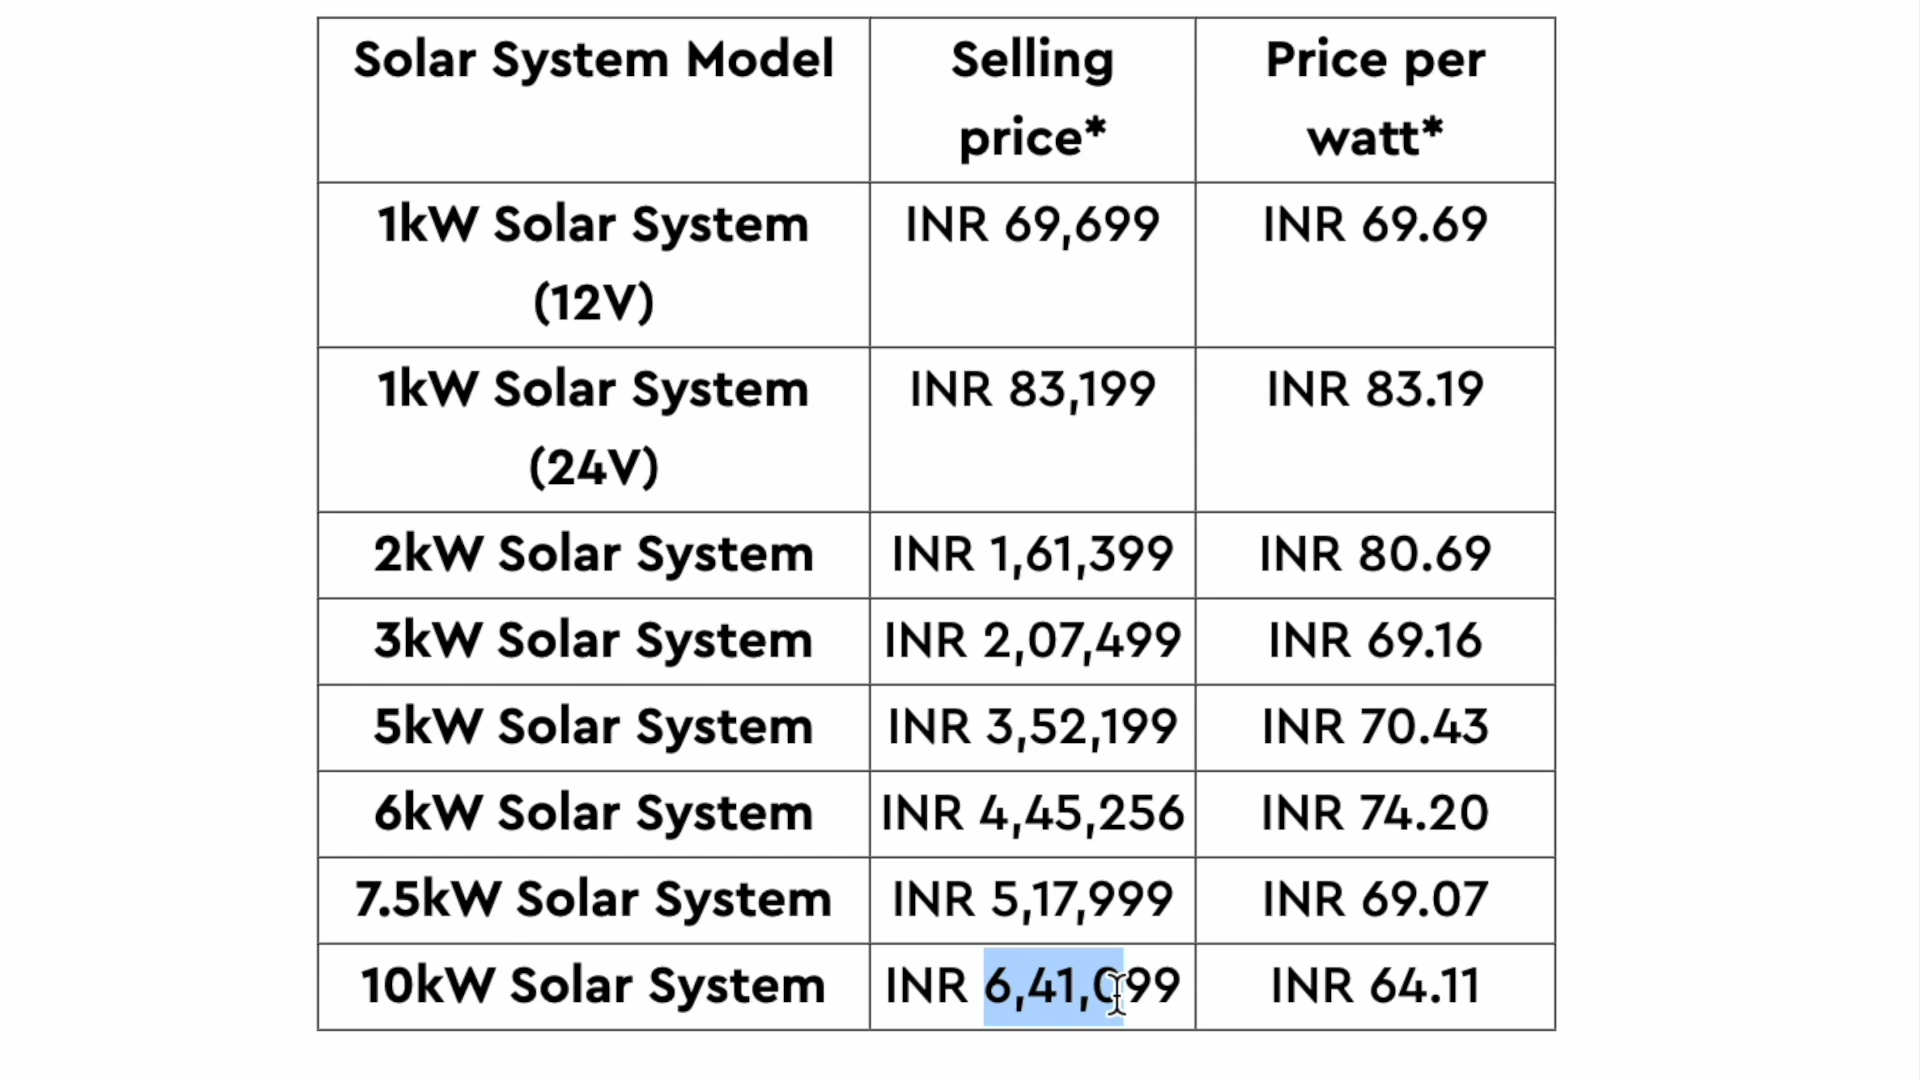 Solar System Model Selling Price per
price* watt*
1kW Solar System INR 69,699 INR 69.69
(12V)
1kW Solar System INR 83,199 INR 83.19
(24V)
2kW Solar System INR 1,61,399 INR 80.69
3kW Solar System INR 2,07,499 INR 69.16
5kW Solar System INR 3,52,199 INR 70.43
6kW Solar System INR 4,45,256 INR 74.20
7.5kW Solar System INR 5,17,999 INR 69.07
10kW Solar System INR 6,41,099 INR 64.11